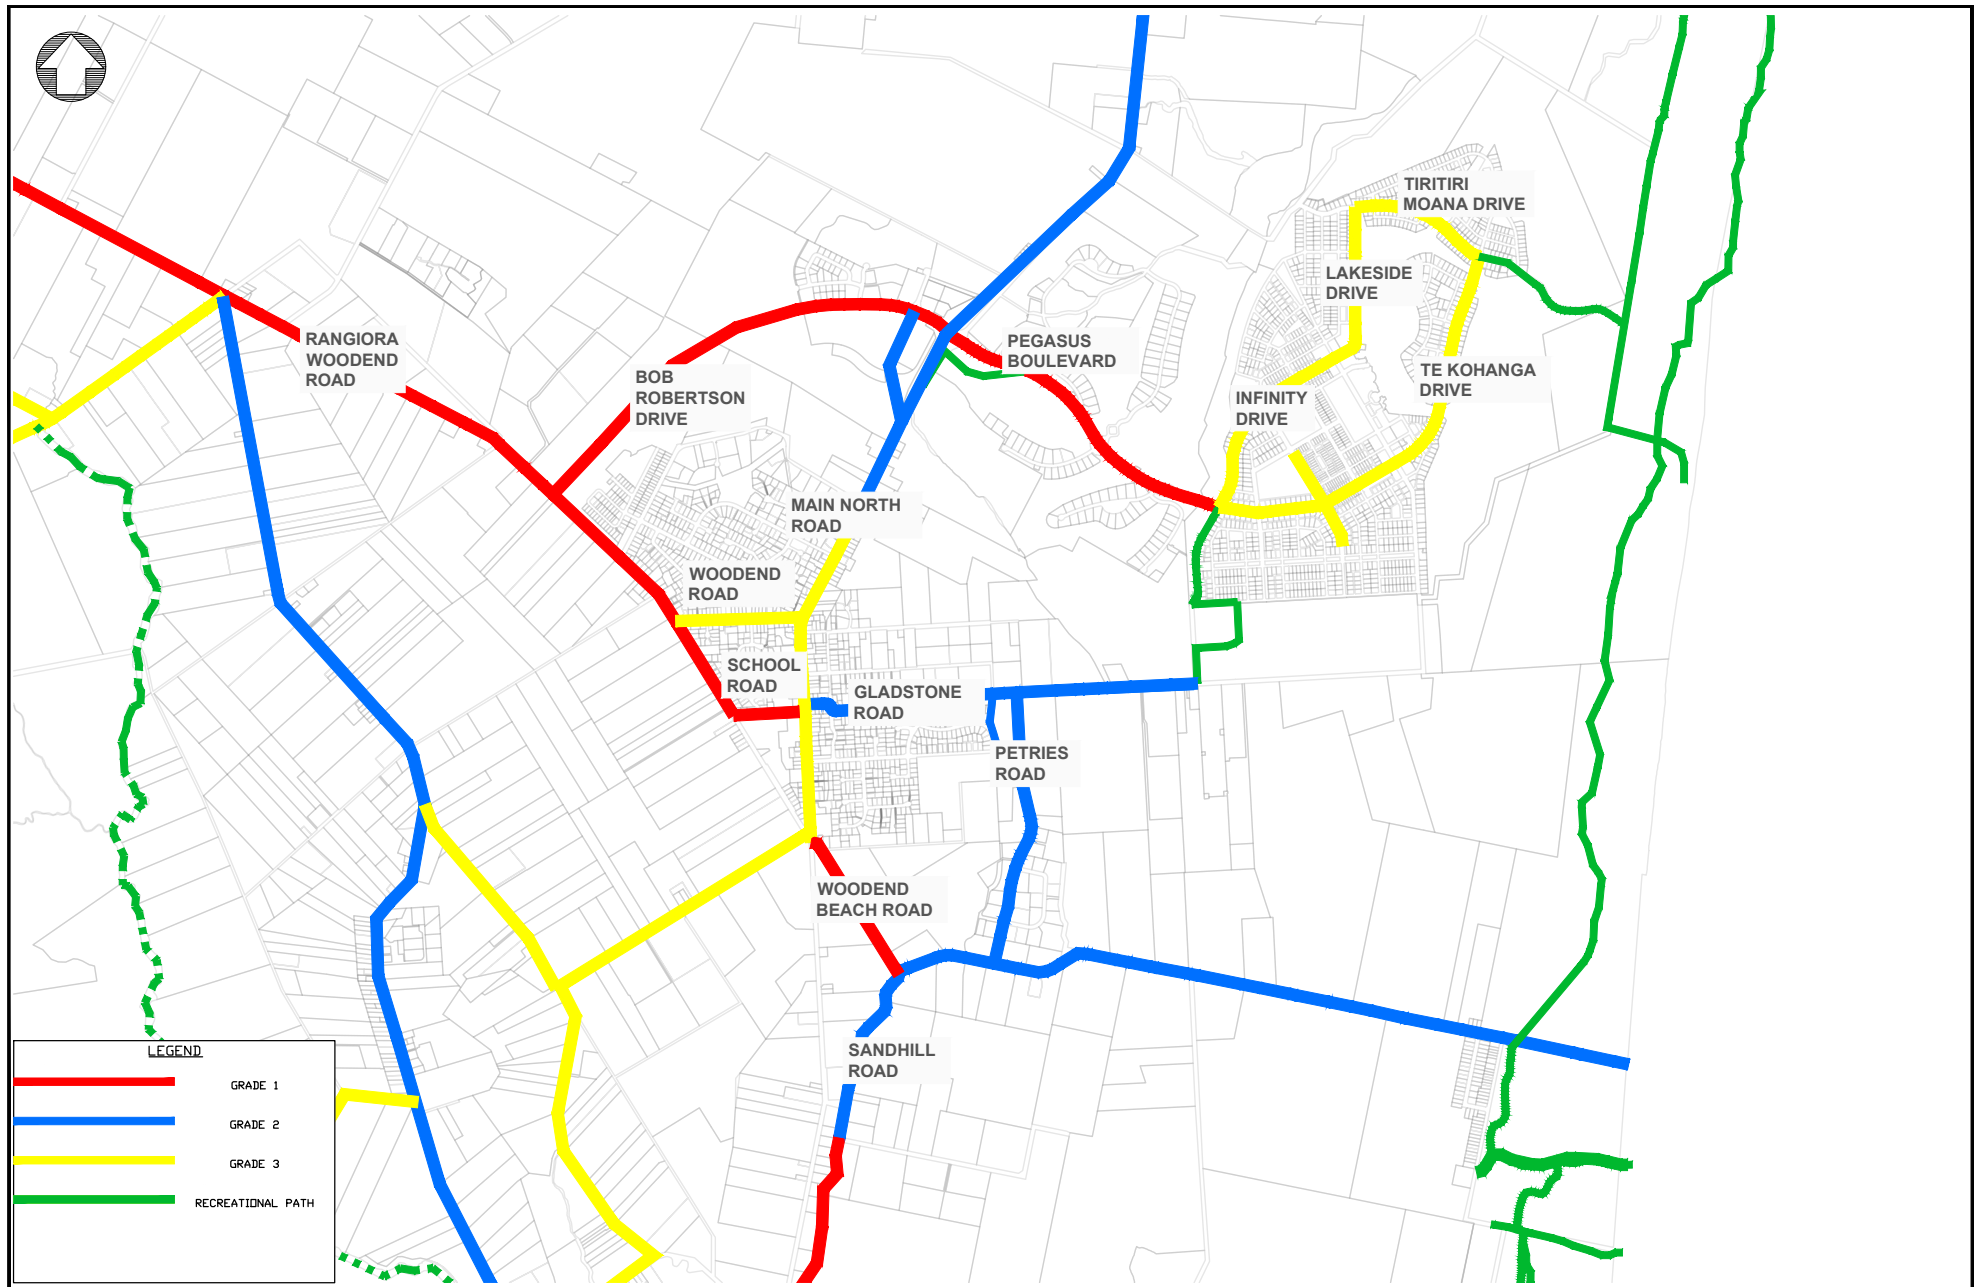 TIRITIRI
MOANA DRIVE
LAKESIDE
DRIVE
RANGIORA
WOODEND
ROAD
PEGASUS
BOULEVARD
BOB
ROBERTSON
DRIVE
TE KOHANGA
DRIVE
INFINITY
DRIVE
MAIN NORTH
ROAD
WOODEND
ROAD
SCHOOL
ROAD
GLADSTONE
ROAD
PETRIES
ROAD
WOODEND
BEACH ROAD
SANDHILL
ROAD
LEGEND
GRADE 1
GRADE 2
GRADE 3
RECREATIONAL PATH